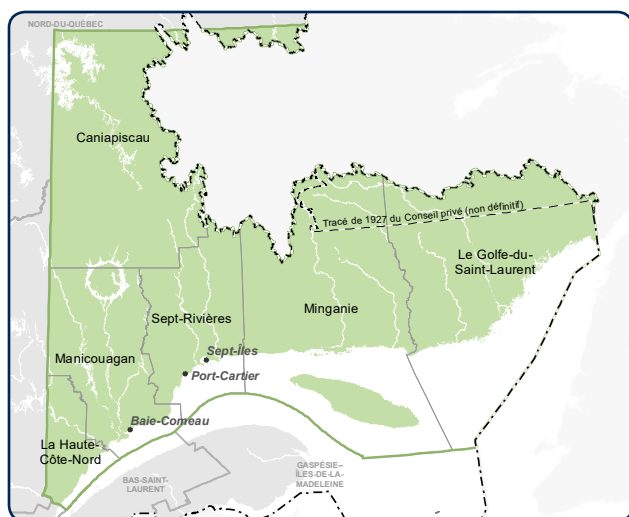 NORD-DU-QUÉBEC
Caniapiscau
Tracé de 1927 du Conseil privé (non définitif)
Le Golfe-du-
Saint-Laurent
Sept-Rivières
Minganie
Manicouagan
Sept-Îles
Port-Cartier
Baie-Comeau
La Haute-
Côte-Nord
BAS-SAINT-
LAURENT
GASPÉSIE–
ÎLES-DE-LA-
MADELEINE